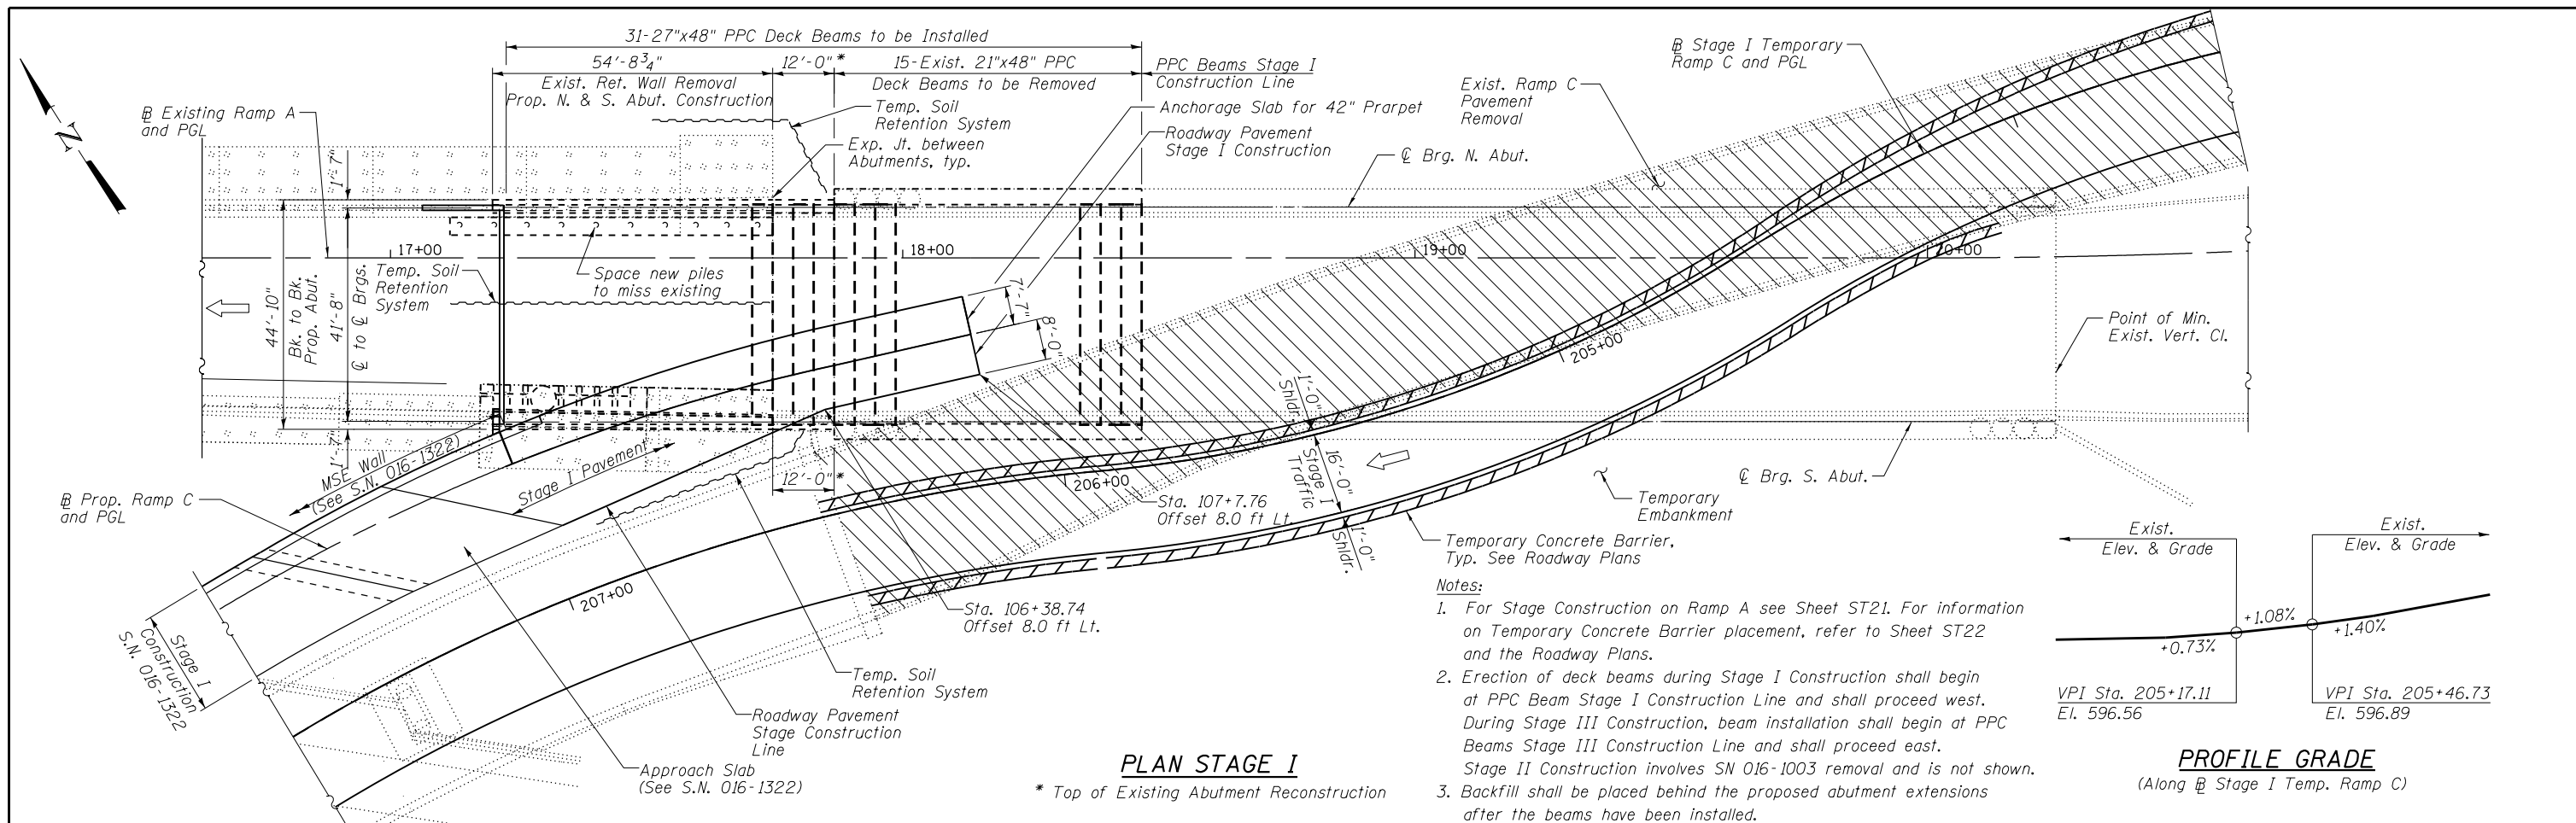 31-27"x48" PPC Deck Beams to be Installed
54'-8¾"
12'-0"*
15-Exist. 21"x48" PPC
Deck Beams to be Removed
Exist. Ret. Wall Removal
Prop. N. & S. Abut. Construction
PPC Beams Stage I
Construction Line
Anchorage Slab for 42" Prarpet
Roadway Pavement
Stage I Construction
Temp. Soil
Retention System
Exp. Jt. between
Abutments, typ.
℄ Existing Ramp A
and PGL
N
Exist. Ramp C
Pavement
Removal
℄ Stage I Temporary
Ramp C and PGL
℄ Brg. N. Abut.
1'-7"
44'-10"
Bk. to Bk.
Prop. Abut.
41'-8"
℄ to ℄ Brgs.
1'-7"
17+00
18+00
19+00
20+00
Temp. Soil
Retention
System
Space new piles
to miss existing
7'-7"
8'-0"
Point of Min.
Exist. Vert. Cl.
205+00
206+00
207+00
1'-0"
Shldr.
16'-0"
Stage I
Traffic
1'-0"
Shldr.
MSE Wall
(See S.N. 016-1322)
Stage I Pavement
12'-0"*
℄ Prop. Ramp C
and PGL
Sta. 107+7.76
Offset 8.0 ft Lt.
℄ Brg. S. Abut.
Temporary
Embankment
Temporary Concrete Barrier,
Typ. See Roadway Plans
Sta. 106+38.74
Offset 8.0 ft Lt.
Temp. Soil
Retention System
Roadway Pavement
Stage Construction
Line
Approach Slab
(See S.N. 016-1322)
Stage I
Construction
S.N. 016-1322
PLAN STAGE I
* Top of Existing Abutment Reconstruction
Notes:
1. For Stage Construction on Ramp A see Sheet ST21. For information
on Temporary Concrete Barrier placement, refer to Sheet ST22
and the Roadway Plans.
2. Erection of deck beams during Stage I Construction shall begin
at PPC Beam Stage I Construction Line and shall proceed west.
During Stage III Construction, beam installation shall begin at PPC
Beams Stage III Construction Line and shall proceed east.
Stage II Construction involves SN 016-1003 removal and is not shown.
3. Backfill shall be placed behind the proposed abutment extensions
after the beams have been installed.
Exist.
Elev. & Grade
Exist.
Elev. & Grade
+0.73%
+1.08%
+1.40%
VPI Sta. 205+17.11
El. 596.56
VPI Sta. 205+46.73
El. 596.89
PROFILE GRADE
(Along ℄ Stage I Temp. Ramp C)